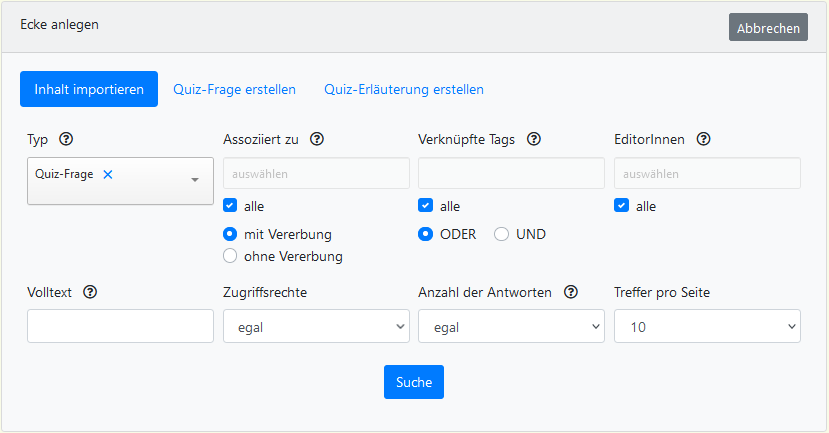 Ecke anlegen
Abbrechen
Inhalt importieren Quiz-Frage erstellen Quiz-Erläuterung erstellen
Typ ? Assoziiert zu ? Verknüpfte Tags ? EditorInnen ?
Quiz-Frage × auswählen auswählen
alle alle alle
mit Vererbung ODER UND
ohne Vererbung
Volltext ? Zugriffsrechte Anzahl der Antworten ? Treffer pro Seite
egal egal 10
Suche